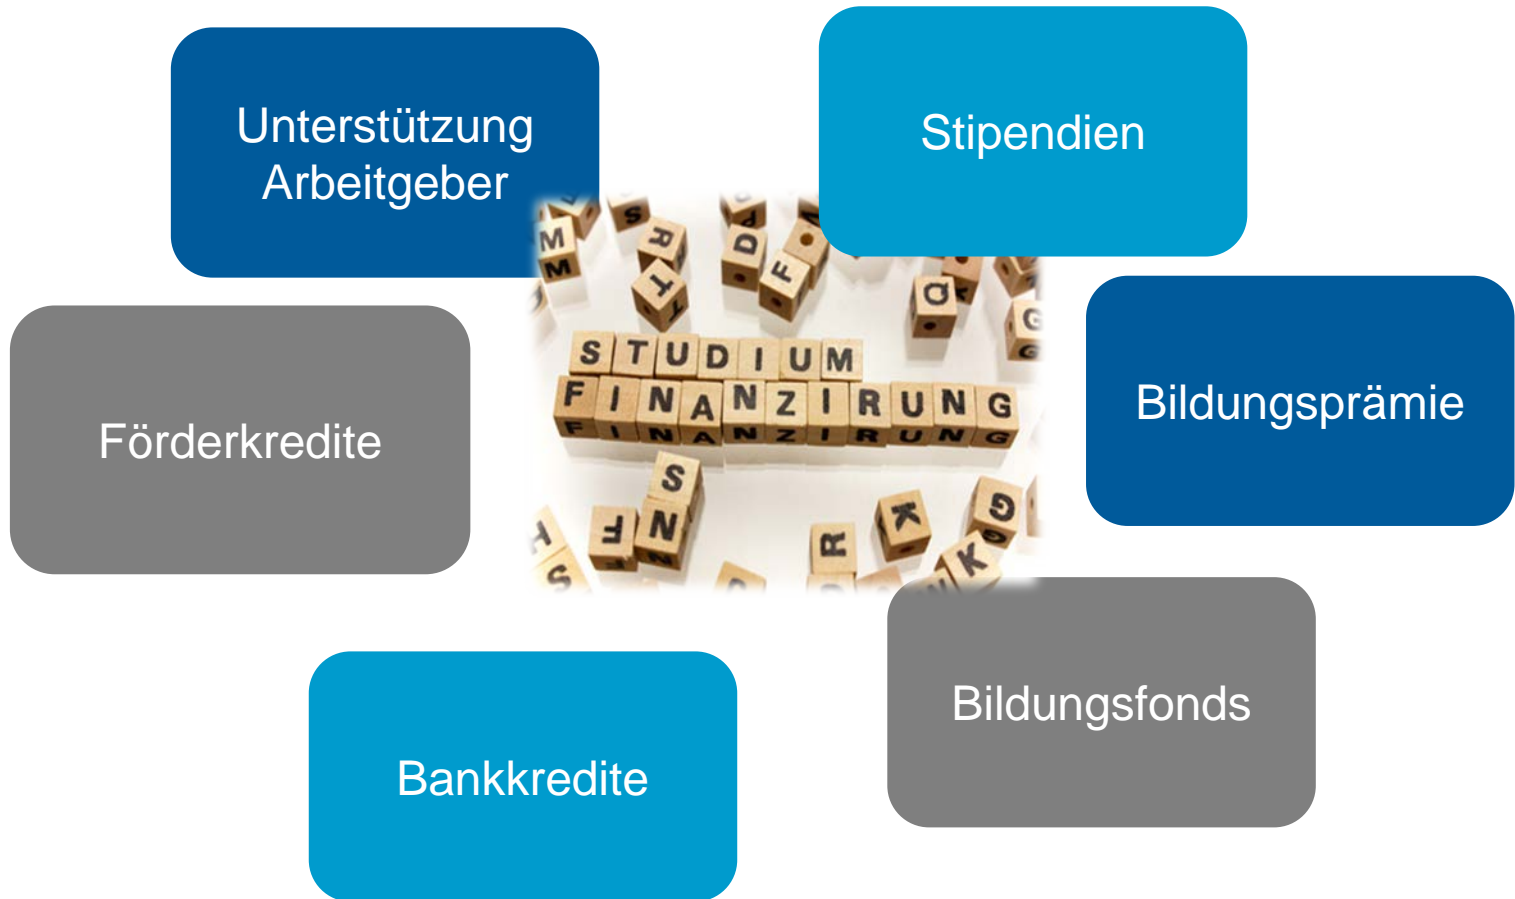 Unterstützung
Arbeitgeber
Stipendien
Förderkredite
STUDIUM
FINANZIRUNG
Bildungsprämie
Bildungsfonds
Bankkredite